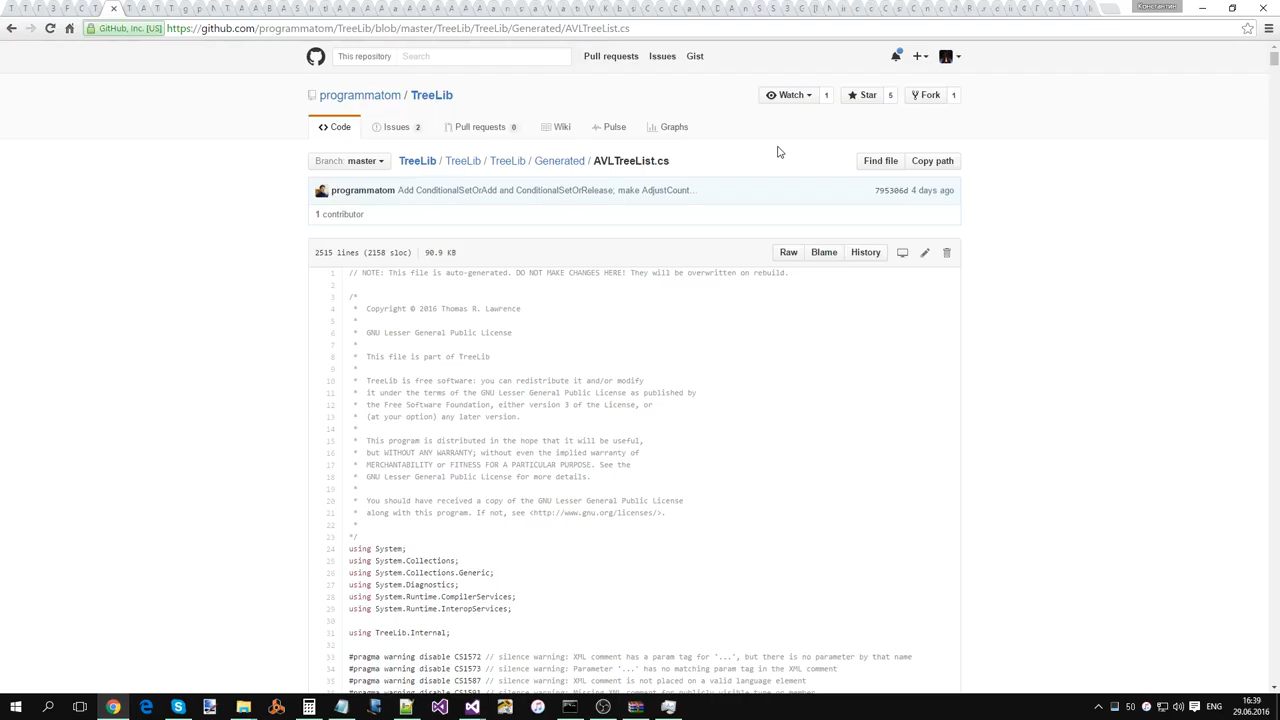 Константин
GitHub, Inc. [US] https://github.com/programmatom/TreeLib/blob/master/TreeLib/TreeLib/Generated/AVLTreeList.cs
This repository Search Pull requests Issues Gist
programmatom / TreeLib Watch 1 Star 5 Fork 1
Code Issues 2 Pull requests 0 Wiki Pulse Graphs
Branch: master TreeLib / TreeLib / TreeLib / Generated / AVLTreeList.cs Find file Copy path
programmatom Add ConditionalSetOrAdd and ConditionalSetOrRelease; make AdjustCount… 795306d 4 days ago
1 contributor
2515 lines (2158 sloc) 90.9 KB Raw Blame History
1 // NOTE: This file is auto-generated. DO NOT MAKE CHANGES HERE! They will be overwritten on rebuild.
2
3 /*
4 * Copyright © 2016 Thomas R. Lawrence
5 *
6 * GNU Lesser General Public License
7 *
8 * This file is part of TreeLib
9 *
10 * TreeLib is free software: you can redistribute it and/or modify
11 * it under the terms of the GNU Lesser General Public License as published by
12 * the Free Software Foundation, either version 3 of the License, or
13 * (at your option) any later version.
14 *
15 * This program is distributed in the hope that it will be useful,
16 * but WITHOUT ANY WARRANTY; without even the implied warranty of
17 * MERCHANTABILITY or FITNESS FOR A PARTICULAR PURPOSE. See the
18 * GNU Lesser General Public License for more details.
19 *
20 * You should have received a copy of the GNU Lesser General Public License
21 * along with this program. If not, see <http://www.gnu.org/licenses/>.
22 *
23 */
24 using System;
25 using System.Collections;
26 using System.Collections.Generic;
27 using System.Diagnostics;
28 using System.Runtime.CompilerServices;
29 using System.Runtime.InteropServices;
30
31 using TreeLib.Internal;
32
33 #pragma warning disable CS1572 // silence warning: XML comment has a param tag for '...', but there is no parameter by that name
34 #pragma warning disable CS1573 // silence warning: Parameter '...' has no matching param tag in the XML comment
35 #pragma warning disable CS1587 // silence warning: XML comment is not placed on a valid language element
50 16:39
29.06.2016